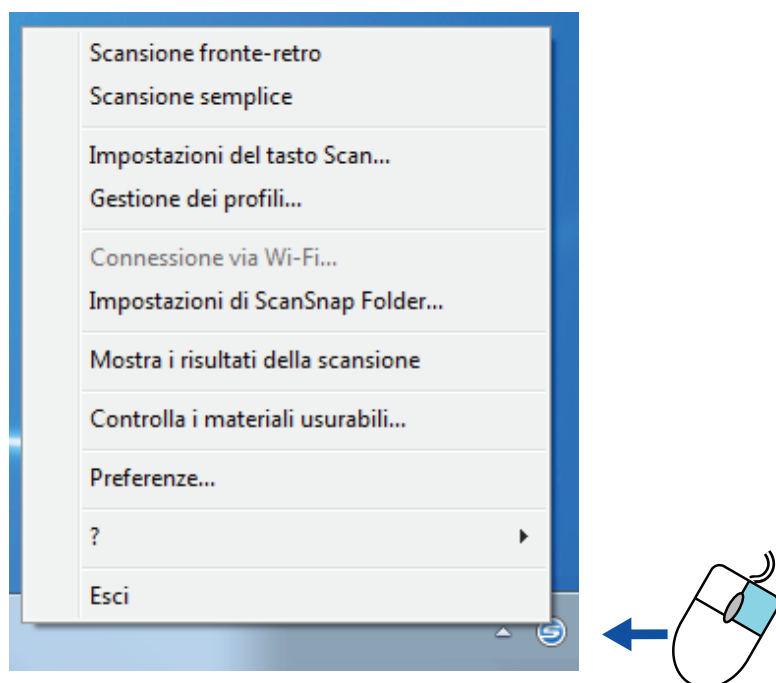 Scansione fronte-retro
Scansione semplice
Impostazioni del tasto Scan...
Gestione dei profili...
Connessione via Wi-Fi...
Impostazioni di ScanSnap Folder...
Mostra i risultati della scansione
Controlla i materiali usurabili...
Preferenze...
?
Esci